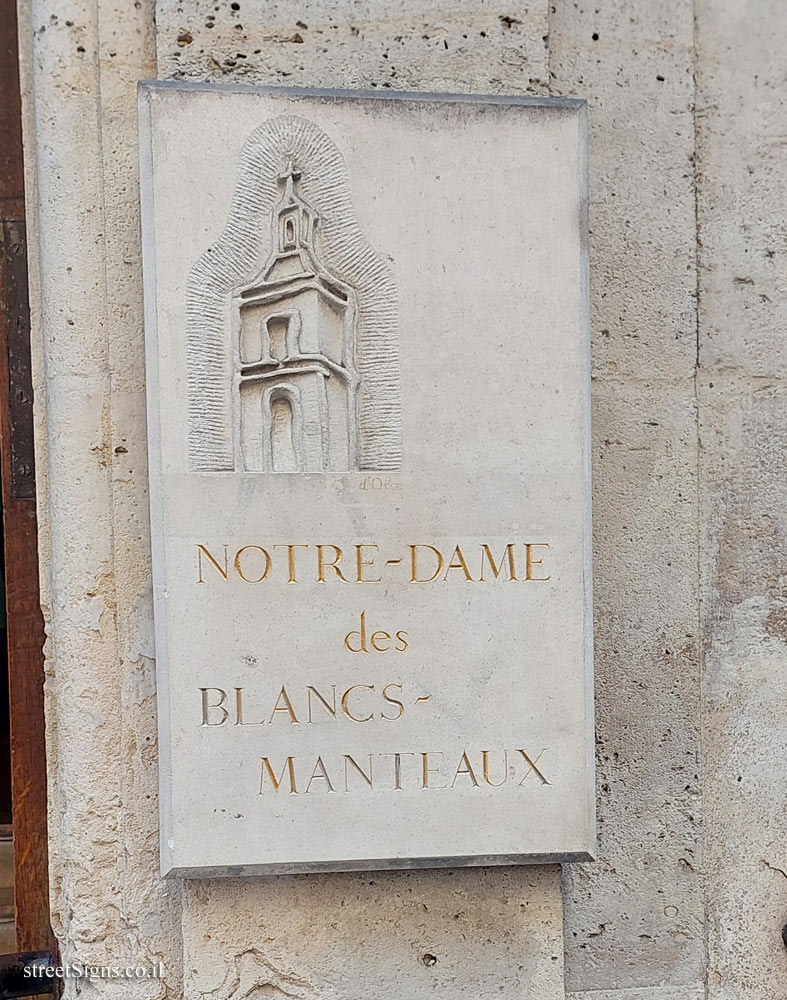 NOTRE-DAME
des
BLANCS-
MANTEAUX
streetSigns.co.il